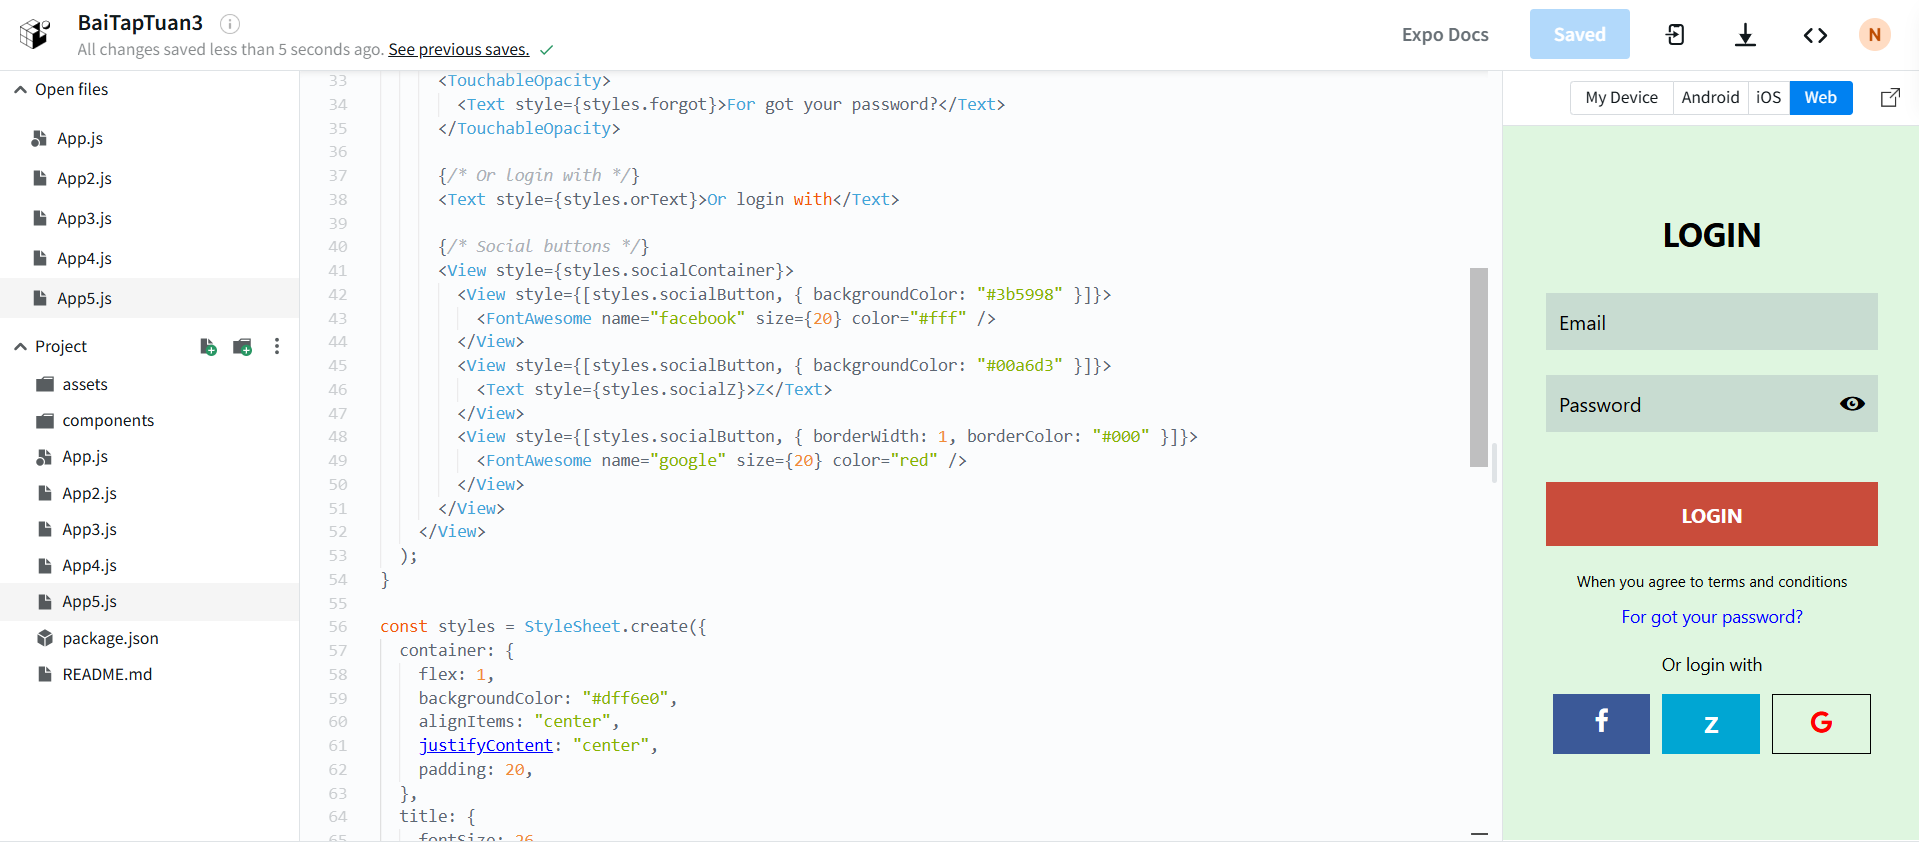 BaiTapTuan3
All changes saved less than 5 seconds ago. See previous saves.
Expo Docs
Saved
N
Open files
App.js
App2.js
App3.js
App4.js
App5.js
Project
assets
components
App.js
App2.js
App3.js
App4.js
App5.js
package.json
README.md
33 <TouchableOpacity>
34 <Text style={styles.forgot}>For got your password?</Text>
35 </TouchableOpacity>
36
37 {/* Or login with */}
38 <Text style={styles.orText}>Or login with</Text>
39
40 {/* Social buttons */}
41 <View style={styles.socialContainer}>
42 <View style={[styles.socialButton, { backgroundColor: "#3b5998" }]}>
43 <FontAwesome name="facebook" size={20} color="#fff" />
44 </View>
45 <View style={[styles.socialButton, { backgroundColor: "#00a6d3" }]}>
46 <Text style={styles.socialZ}>Z</Text>
47 </View>
48 <View style={[styles.socialButton, { borderWidth: 1, borderColor: "#000" }]}>
49 <FontAwesome name="google" size={20} color="red" />
50 </View>
51 </View>
52 </View>
53 );
54 }
55
56 const styles = StyleSheet.create({
57 container: {
58 flex: 1,
59 backgroundColor: "#dff6e0",
60 alignItems: "center",
61 justifyContent: "center",
62 padding: 20,
63 },
64 title: {
65 fontSize: 26
My Device
Android
iOS
Web
LOGIN
Email
Password
LOGIN
When you agree to terms and conditions
For got your password?
Or login with
f
Z
G